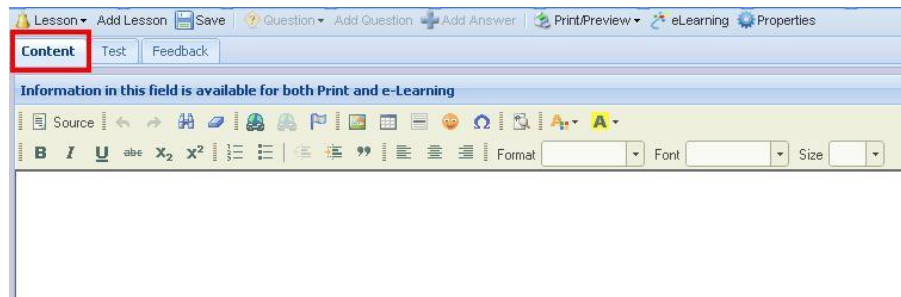 Lesson Add Lesson Save Question Add Question Add Answer Print/Preview eLearning Properties
Content Test Feedback
Information in this field is available for both Print and e-Learning
Source Ω A A
B I U abc X₂ X² Format Font Size